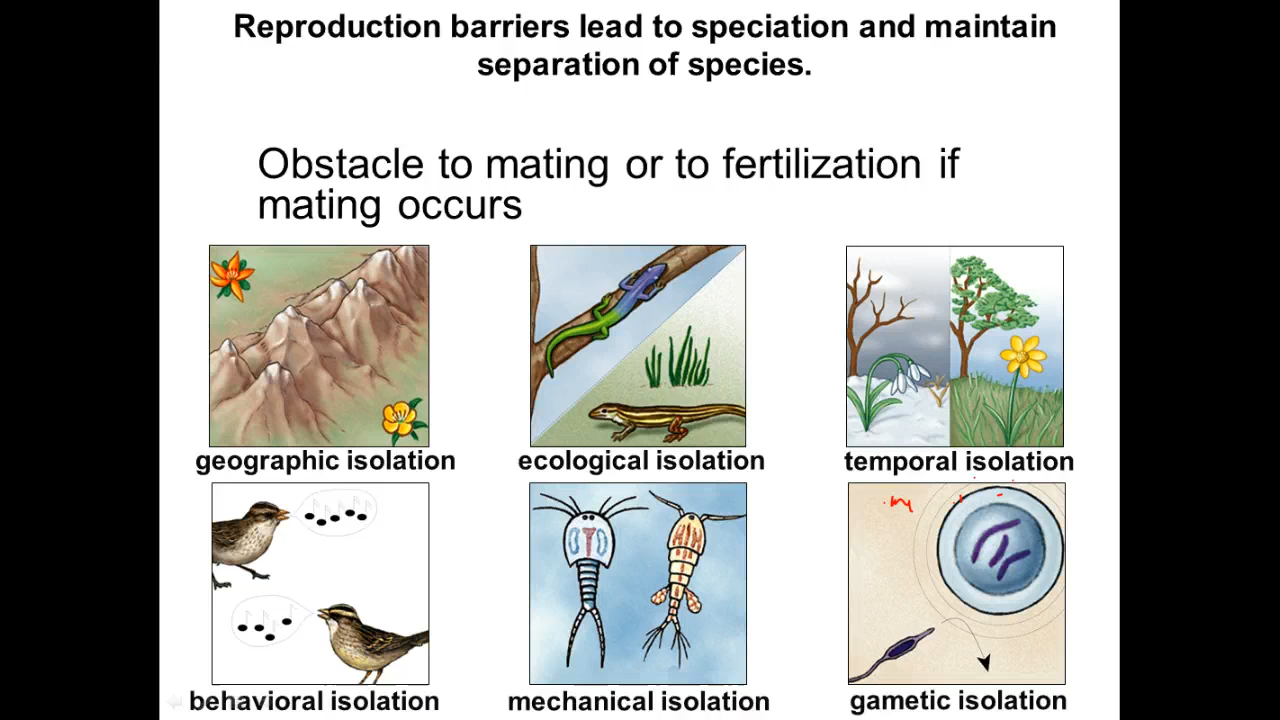 Reproduction barriers lead to speciation and maintain
separation of species.
Obstacle to mating or to fertilization if
mating occurs
geographic isolation
ecological isolation
temporal isolation
behavioral isolation
mechanical isolation
gametic isolation